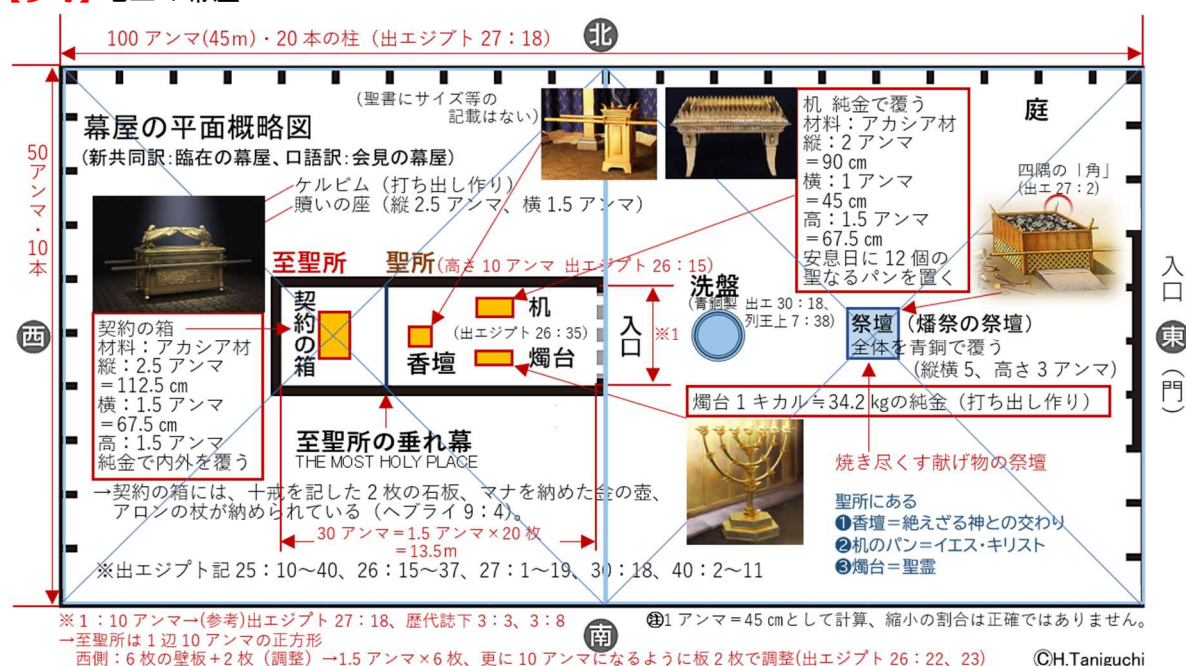 北
100 アンマ(45m)・20 本の柱（出エジプト 27：18）
50アンマ・10本
幕屋の平面概略図
(新共同訳:臨在の幕屋、口語訳:会見の幕屋)
(聖書にサイズ等の
記載はない)
ケルビム（打ち出し作り）
贖いの座（縦 2.5 アンマ、横 1.5 アンマ）
机 純金で覆う
材料：アカシア材
縦：2 アンマ
＝90 ㎝
横：1 アンマ
＝45 ㎝
高：1.5 アンマ
＝67.5 ㎝
安息日に 12 個の
聖なるパンを置く
庭
四隅の「角」
(出エ 27：2)
至聖所
聖所(高さ 10 アンマ 出エジプト 26：15)
契約の箱
机
(出エジプト 26：35)
香壇
燭台
入口
※1
洗盤
(青銅製 出エ 30：18、
列王上 7：38)
祭壇（燔祭の祭壇）
全体を青銅で覆う
(縦横 5、高さ 3 アンマ)
入口
東
(門)
西
契約の箱
材料：アカシア材
縦：2.5 アンマ
＝112.5 ㎝
横：1.5 アンマ
＝67.5 ㎝
高：1.5 アンマ
純金で内外を覆う
燭台 1 キカル≒34.2 ㎏の純金（打ち出し作り）
至聖所の垂れ幕
THE MOST HOLY PLACE
→契約の箱には、十戒を記した 2 枚の石板、マナを納めた金の壺、
アロンの杖が納められている（ヘブライ 9：4）。
30 アンマ＝1.5 アンマ×20 枚
＝13.5m
※出エジプト記 25：10～40、26：15～37、27：1～19、30：18、40：2～11
焼き尽くす献げ物の祭壇
聖所にある
❶香壇＝絶えざる神との交わり
❷机のパン＝イエス・キリスト
❸燭台＝聖霊
※1：10 アンマ→(参考)出エジプト 27：18、歴代誌下 3：3、3：8
→至聖所は 1 辺 10 アンマの正方形
西側：6 枚の壁板＋2 枚（調整）→1.5 アンマ×6 枚、更に 10 アンマになるように板 2 枚で調整(出エジプト 26：22、23)
南
注1 アンマ＝45 ㎝として計算、縮小の割合は正確ではありません。
©H.Taniguchi